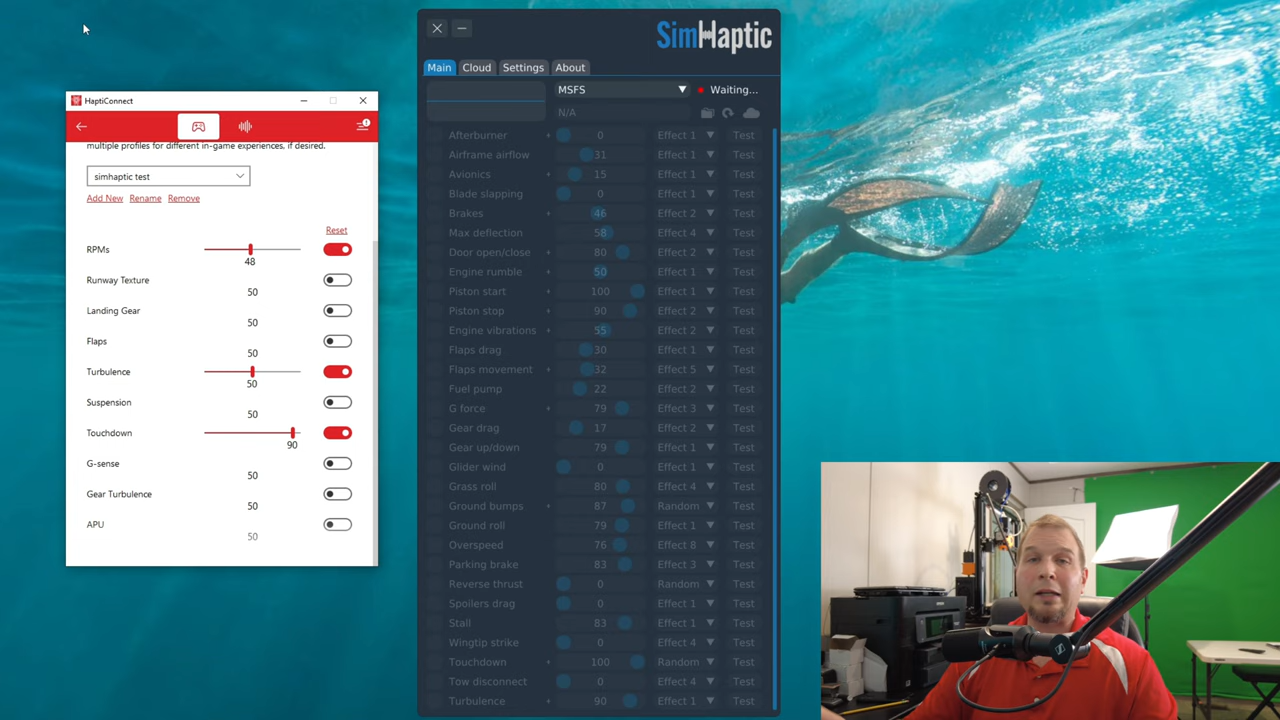 HaptiConnect
multiple profiles for different in-game experiences, if desired.
simhaptic test
Add New Rename Remove
Reset
RPMs
48
Runway Texture
50
Landing Gear
50
Flaps
50
Turbulence
50
Suspension
50
Touchdown
90
G-sense
50
Gear Turbulence
50
APU
50
SimHaptic
Main Cloud Settings About
MSFS Waiting...
N/A
Afterburner 0 Effect 1 Test
Airframe airflow 31 Effect 1 Test
Avionics 15 Effect 1 Test
Blade slapping 0 Effect 1 Test
Brakes 46 Effect 2 Test
Max deflection 58 Effect 4 Test
Door open/close 80 Effect 2 Test
Engine rumble 50 Effect 1 Test
Piston start 100 Effect 1 Test
Piston stop 90 Effect 2 Test
Engine vibrations 55 Effect 2 Test
Flaps drag 30 Effect 1 Test
Flaps movement 32 Effect 5 Test
Fuel pump 22 Effect 2 Test
G force 79 Effect 3 Test
Gear drag 17 Effect 2 Test
Gear up/down 79 Effect 1 Test
Glider wind 0 Effect 1 Test
Grass roll 80 Effect 4 Test
Ground bumps 87 Random Test
Ground roll 79 Effect 1 Test
Overspeed 76 Effect 8 Test
Parking brake 83 Effect 3 Test
Reverse thrust 0 Random Test
Spoilers drag 0 Effect 1 Test
Stall 83 Effect 1 Test
Wingtip strike 0 Effect 4 Test
Touchdown 100 Random Test
Tow disconnect 0 Effect 4 Test
Turbulence 90 Effect 1 Test